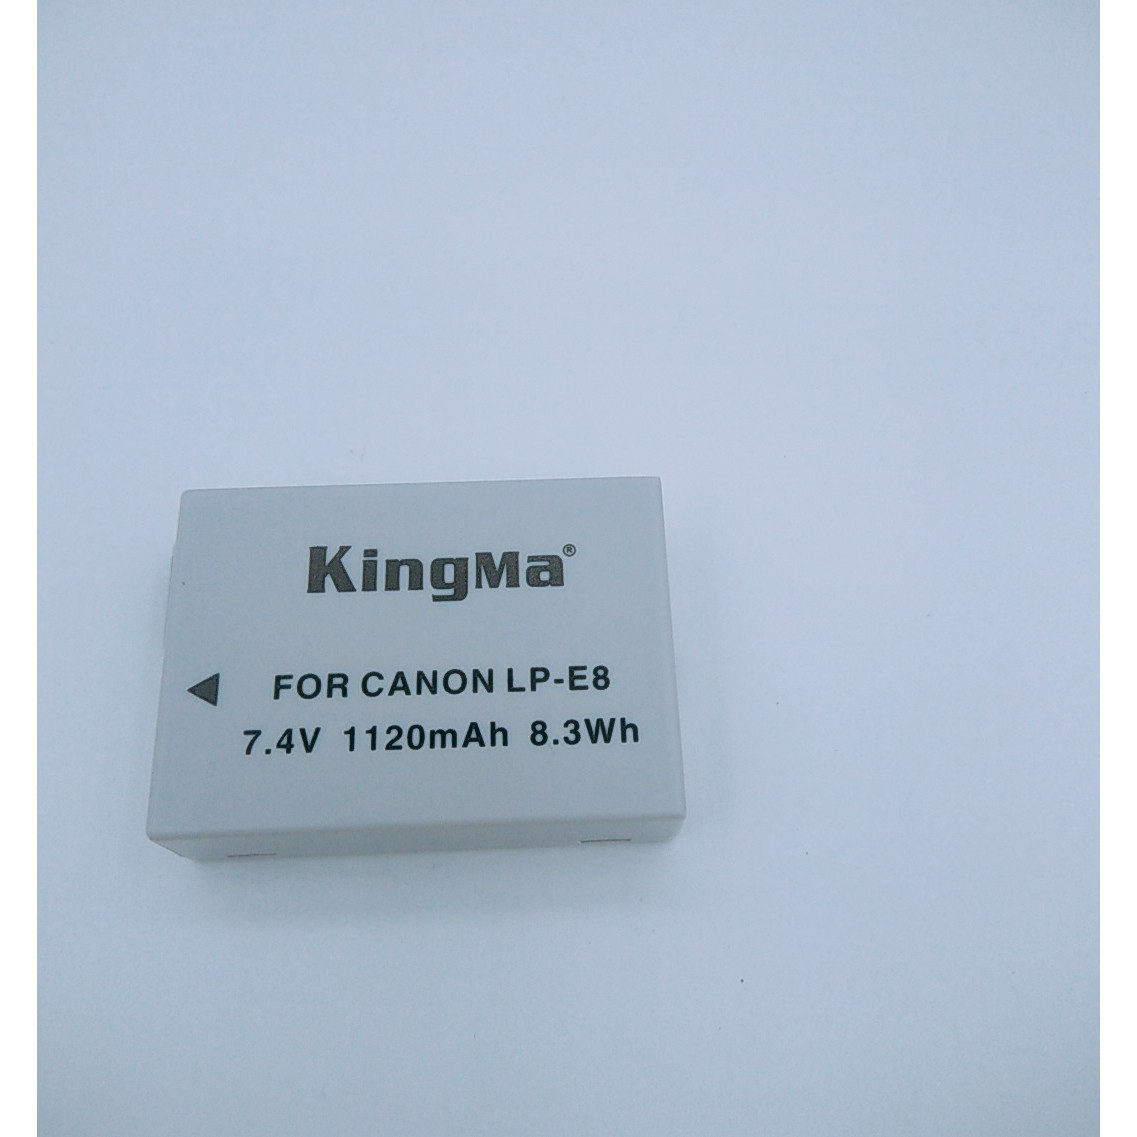 KingMa®
FOR CANON LP-E8
7.4V 1120mAh 8.3Wh